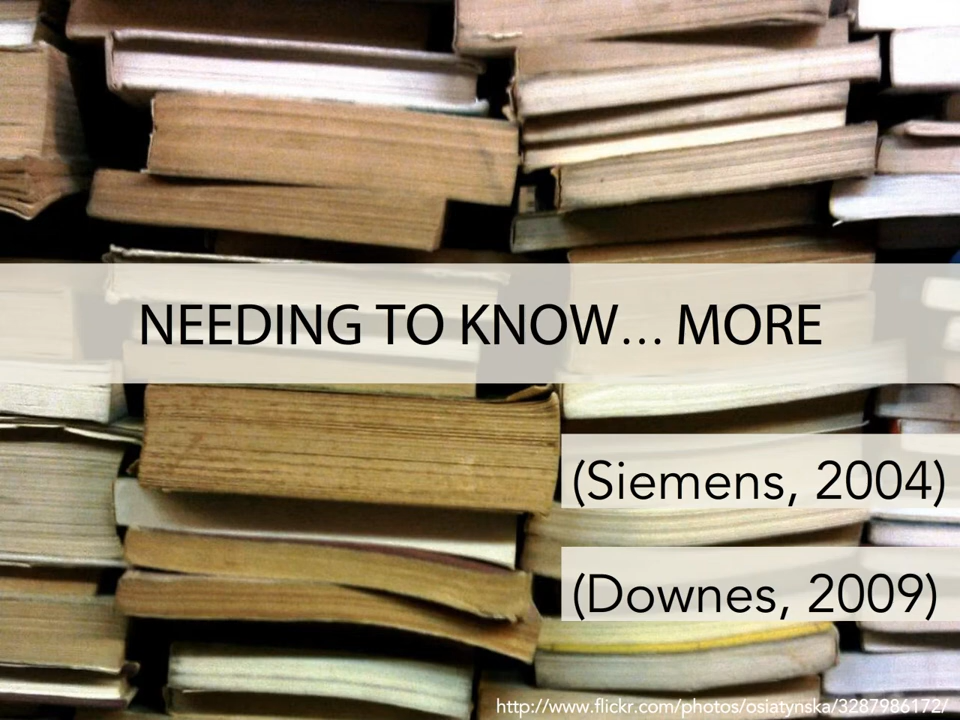 NEEDING TO KNOW... MORE
(Siemens, 2004)
(Downes, 2009)
http://www.flickr.com/photos/osiatynska/3287986172/